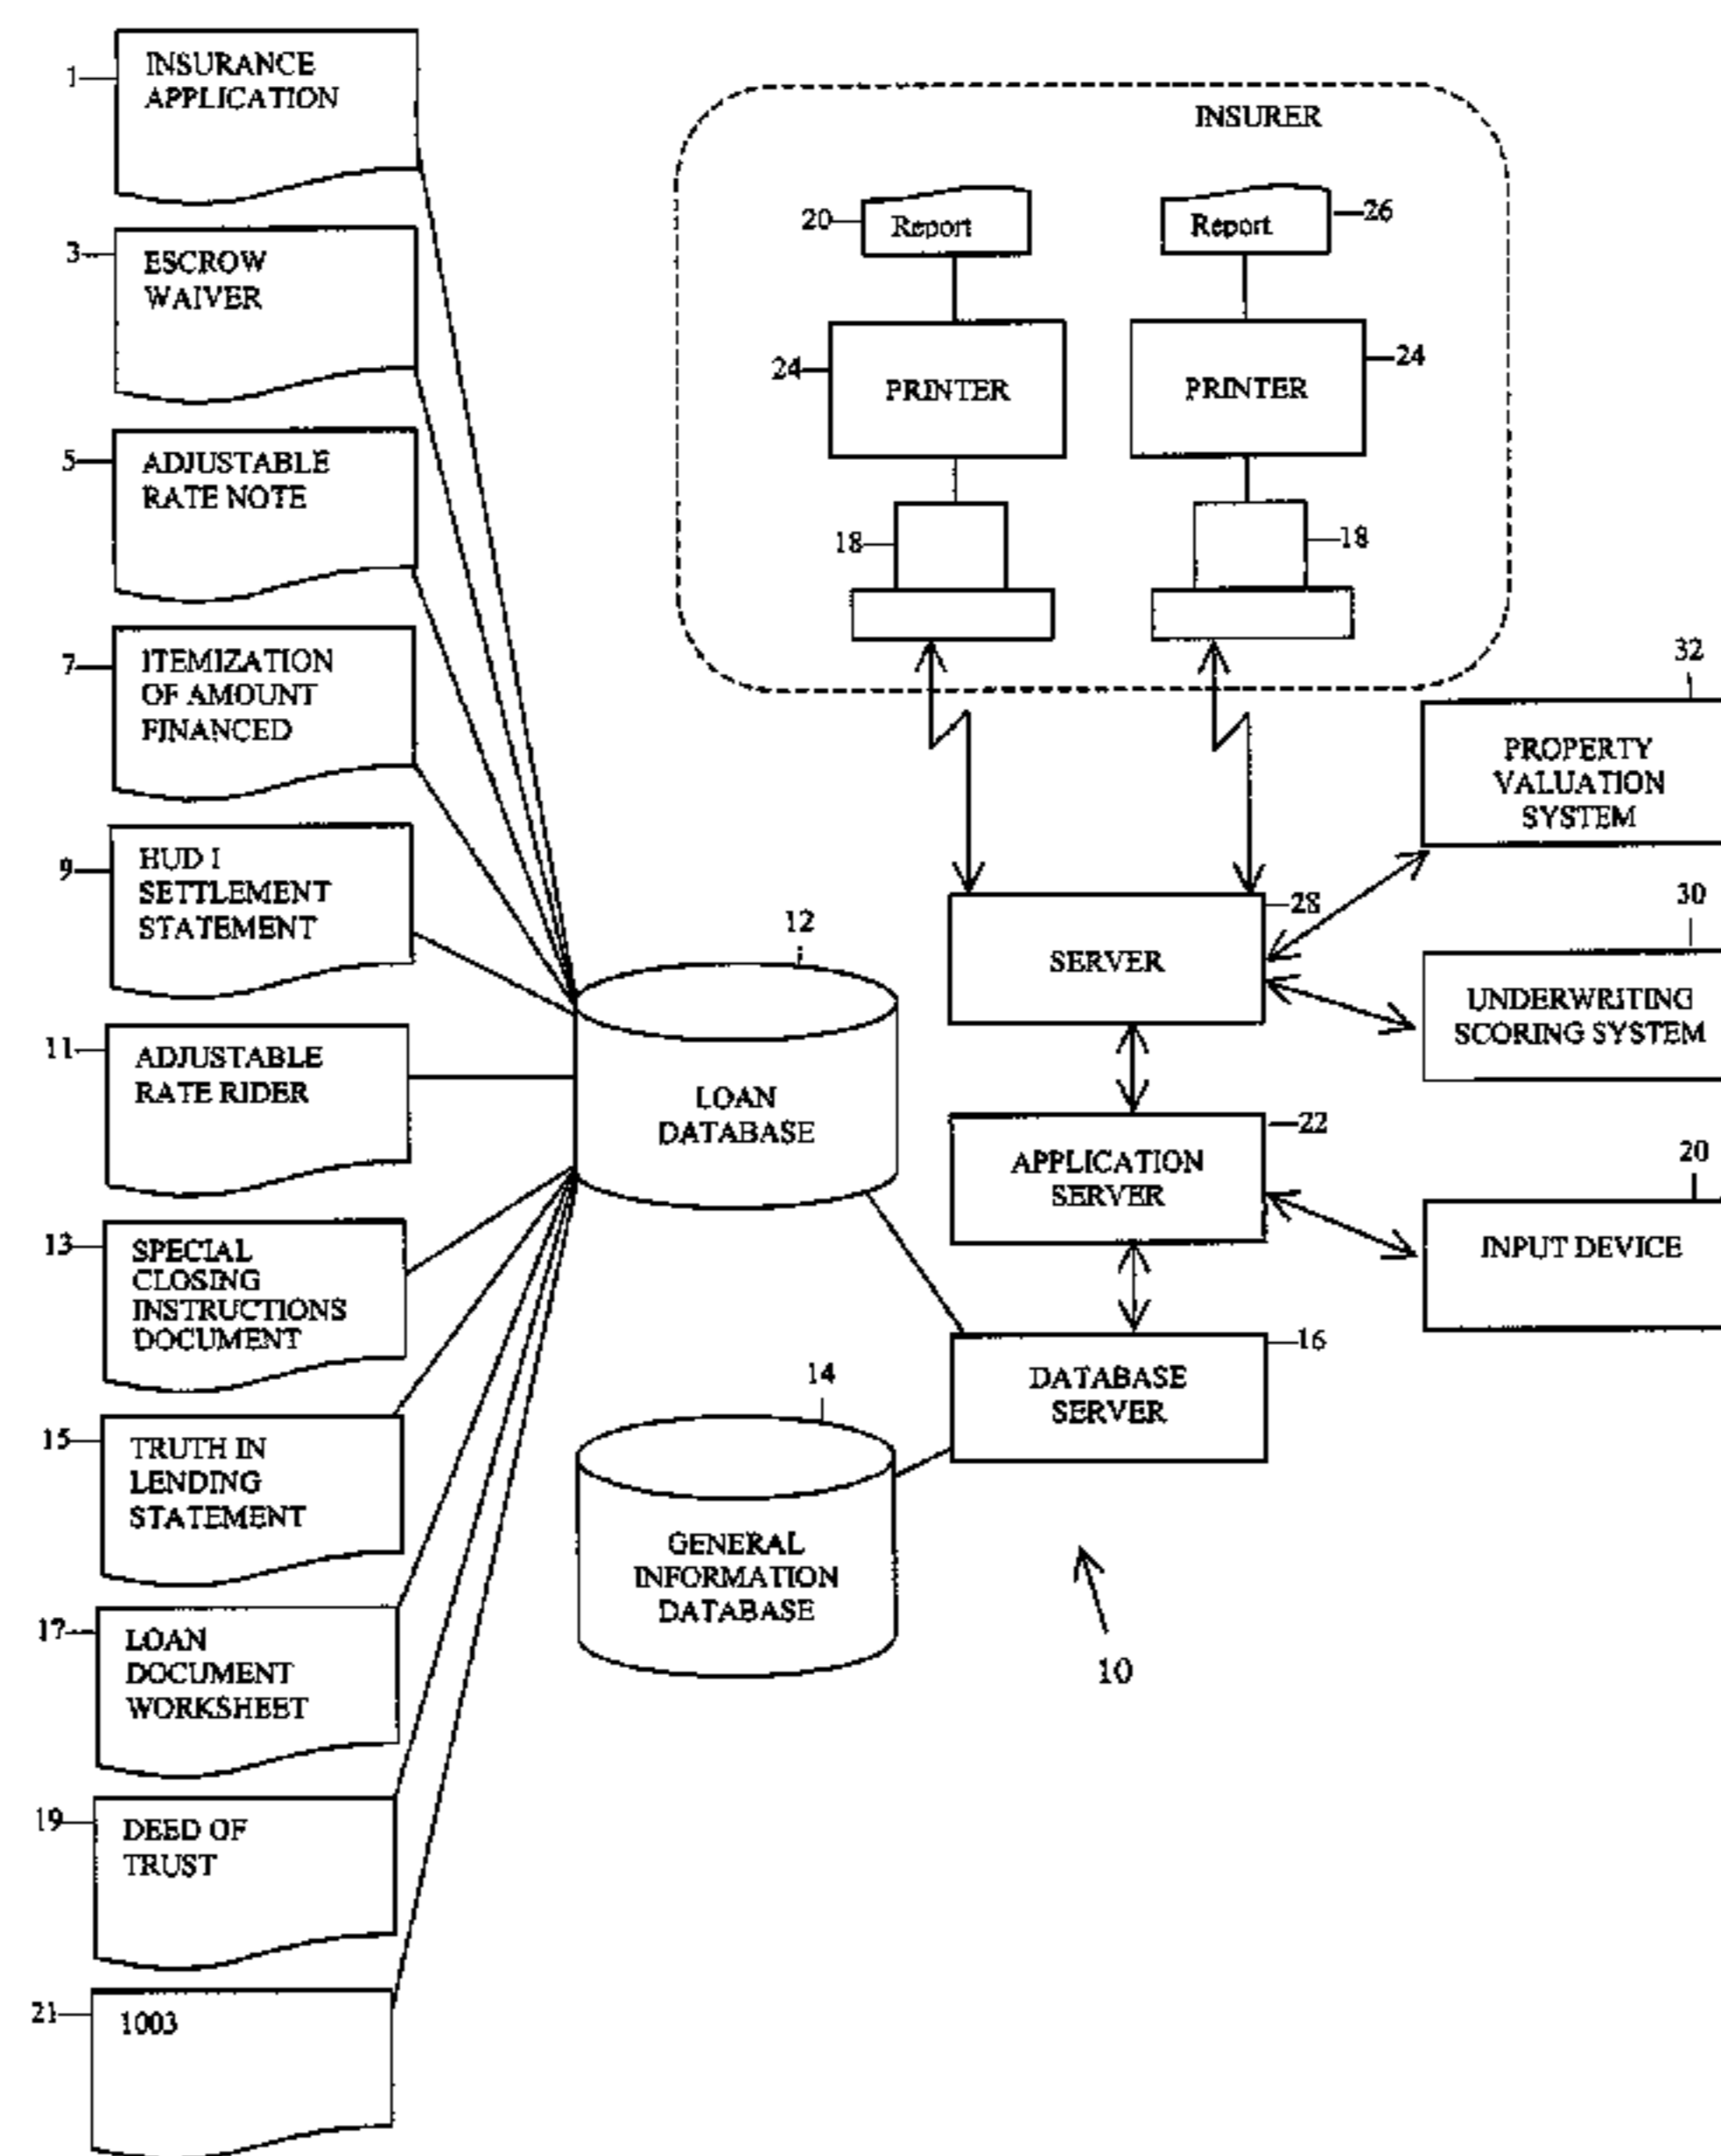 1
INSURANCE
APPLICATION
3
ESCROW
WAIVER
5
ADJUSTABLE
RATE NOTE
7
ITEMIZATION
OF AMOUNT
FINANCED
9
HUD I
SETTLEMENT
STATEMENT
11
ADJUSTABLE
RATE RIDER
13
SPECIAL
CLOSING
INSTRUCTIONS
DOCUMENT
15
TRUTH IN
LENDING
STATEMENT
17
LOAN
DOCUMENT
WORKSHEET
19
DEED OF
TRUST
21
1003
12
LOAN
DATABASE
14
GENERAL
INFORMATION
DATABASE
INSURER
20
Report
Report
26
24
PRINTER
PRINTER
24
18
18
28
SERVER
22
APPLICATION
SERVER
16
DATABASE
SERVER
10
32
PROPERTY
VALUATION
SYSTEM
30
UNDERWRITING
SCORING SYSTEM
20
INPUT DEVICE